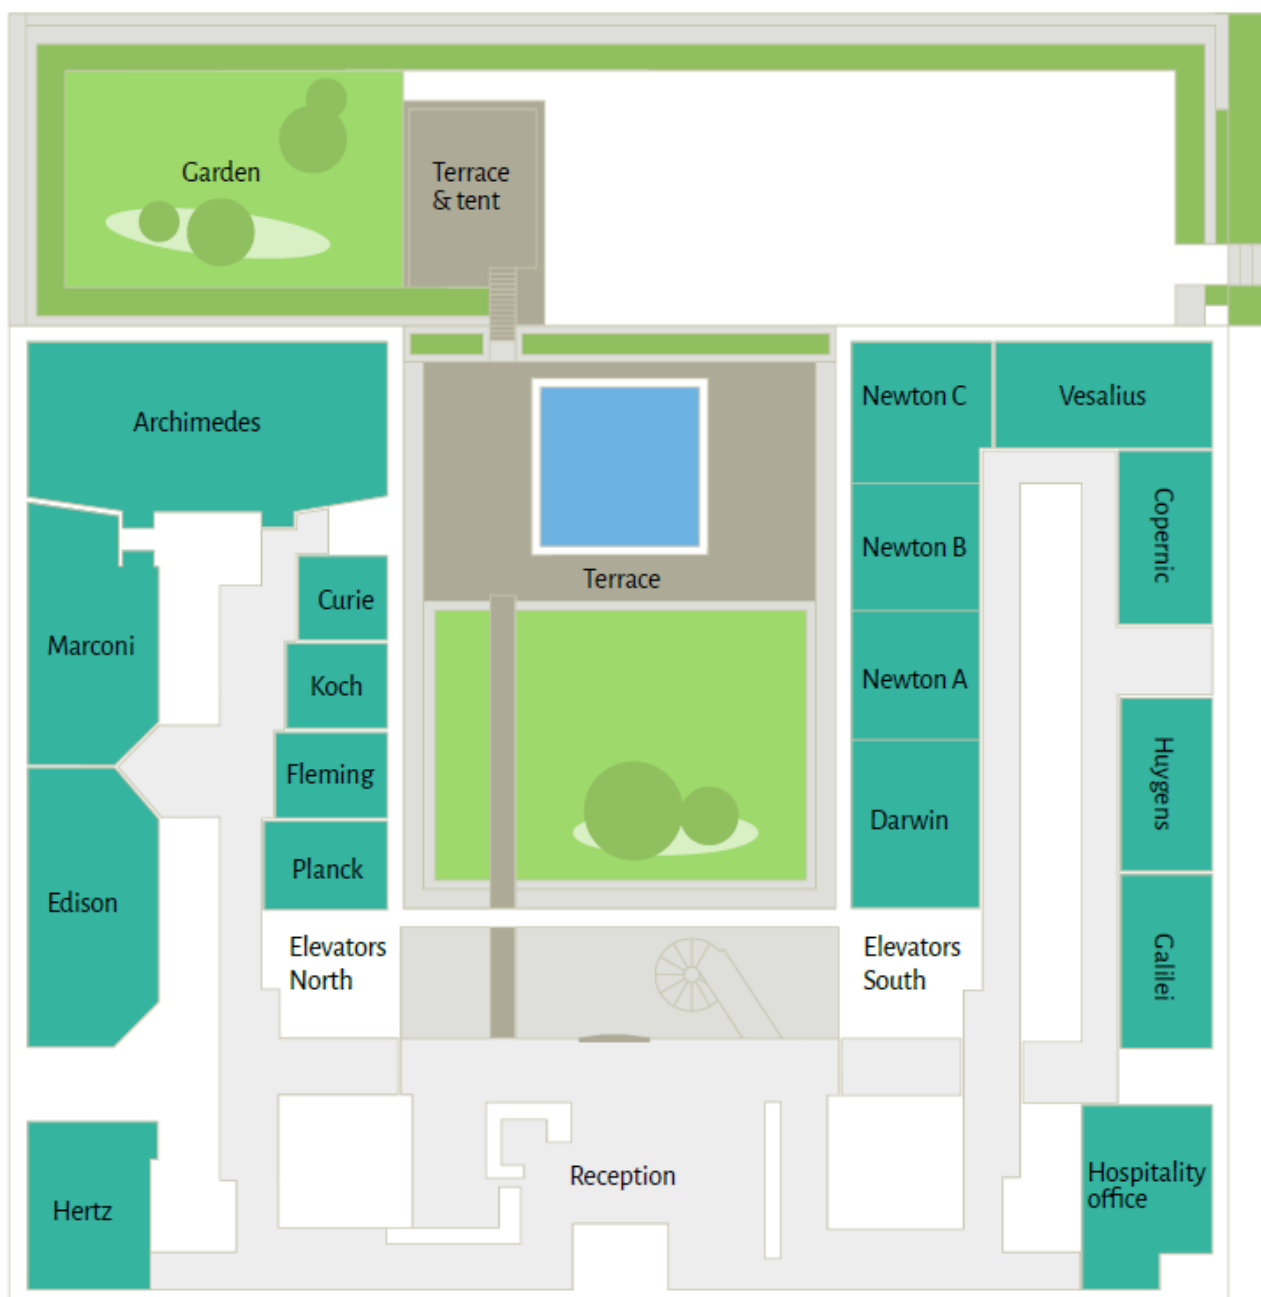 Garden
Terrace
& tent
Archimedes
Newton C
Vesalius
Copernic
Newton B
Terrace
Curie
Marconi
Koch
Newton A
Fleming
Huygens
Darwin
Planck
Edison
Elevators
North
Elevators
South
Galilei
Reception
Hospitality
office
Hertz